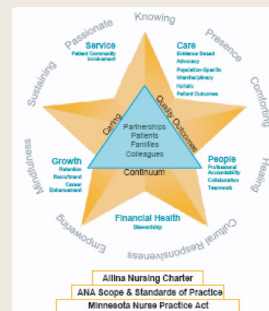 Knowing
Passionate
Presence
Sustaining
Comforting
Mindfulness
Healing
Empowering
Cultural Responsiveness
Service
Patient Community
Involvement
Care
Evidence Based
Advocacy
Population-Specific
Interdisciplinary
Holistic
Patient Outcomes
Caring
Quality Outcomes
Partnerships
Patients
Families
Colleagues
Continuum
Growth
Retention
Recruitment
Career
Enhancement
People
Professional
Accountability
Collaboration
Teamwork
Financial Health
Stewardship
Allina Nursing Charter
ANA Scope & Standards of Practice
Minnesota Nurse Practice Act